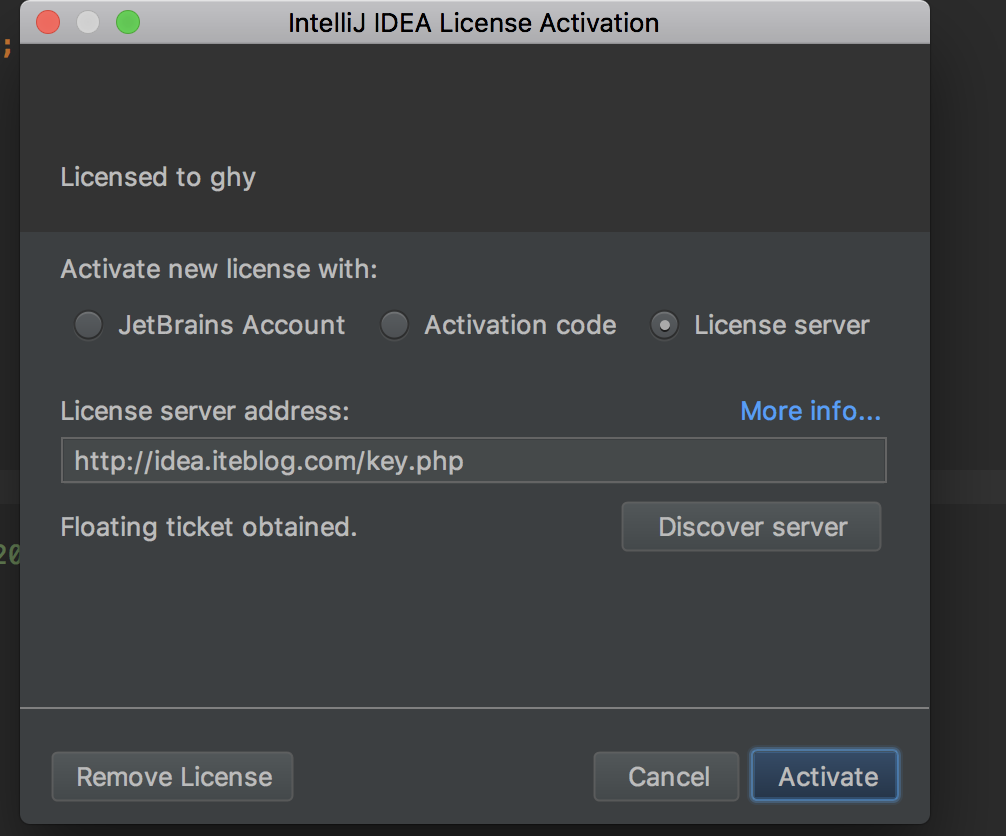 IntelliJ IDEA License Activation
;
Licensed to ghy
Activate new license with:
JetBrains Account Activation code License server
License server address: More info...
http://idea.iteblog.com/key.php
Floating ticket obtained. Discover server
20
Remove License Cancel Activate